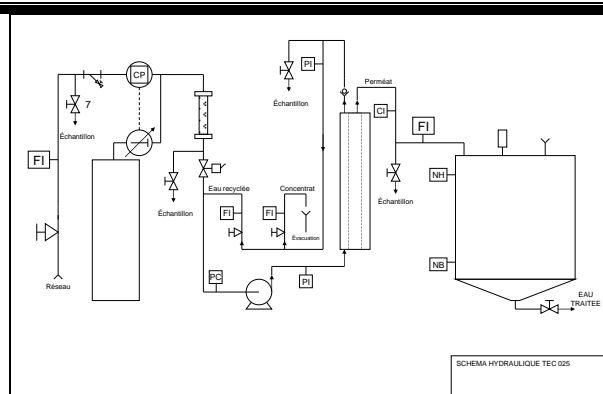 CP
PI
7
Échantillon
Échantillon
Perméat
CI
FI
FI
NH
Échantillon
Eau recyclée
Concentrat
Échantillon
FI
FI
Évacuation
NB
Réseau
PC
PI
EAU
TRAITEE
SCHEMA HYDRAULIQUE TEC 025